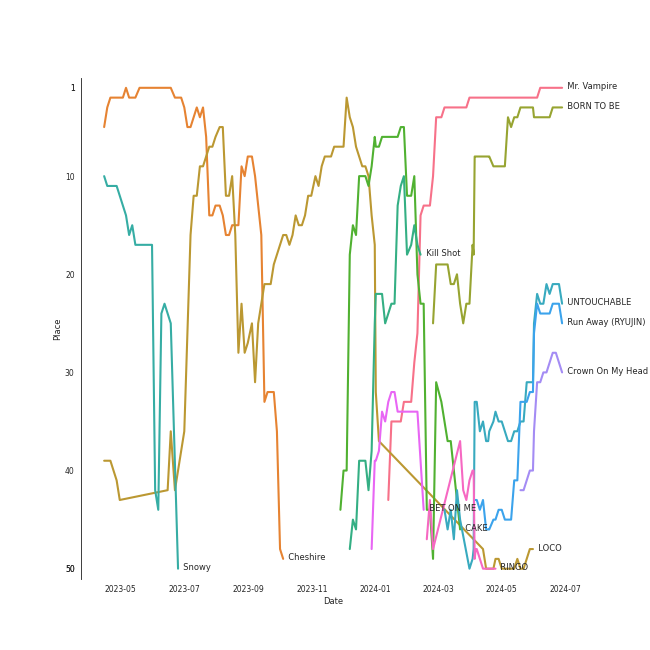 1
Mr. Vampire
BORN TO BE
10
Kill Shot
20
UNTOUCHABLE
Run Away (RYUJIN)
Place
30
Crown On My Head
40
BET ON ME
CAKE
LOCO
Cheshire
50
Snowy
RINGO
2023-05
2023-07
2023-09
2023-11
2024-01
2024-03
2024-05
2024-07
Date